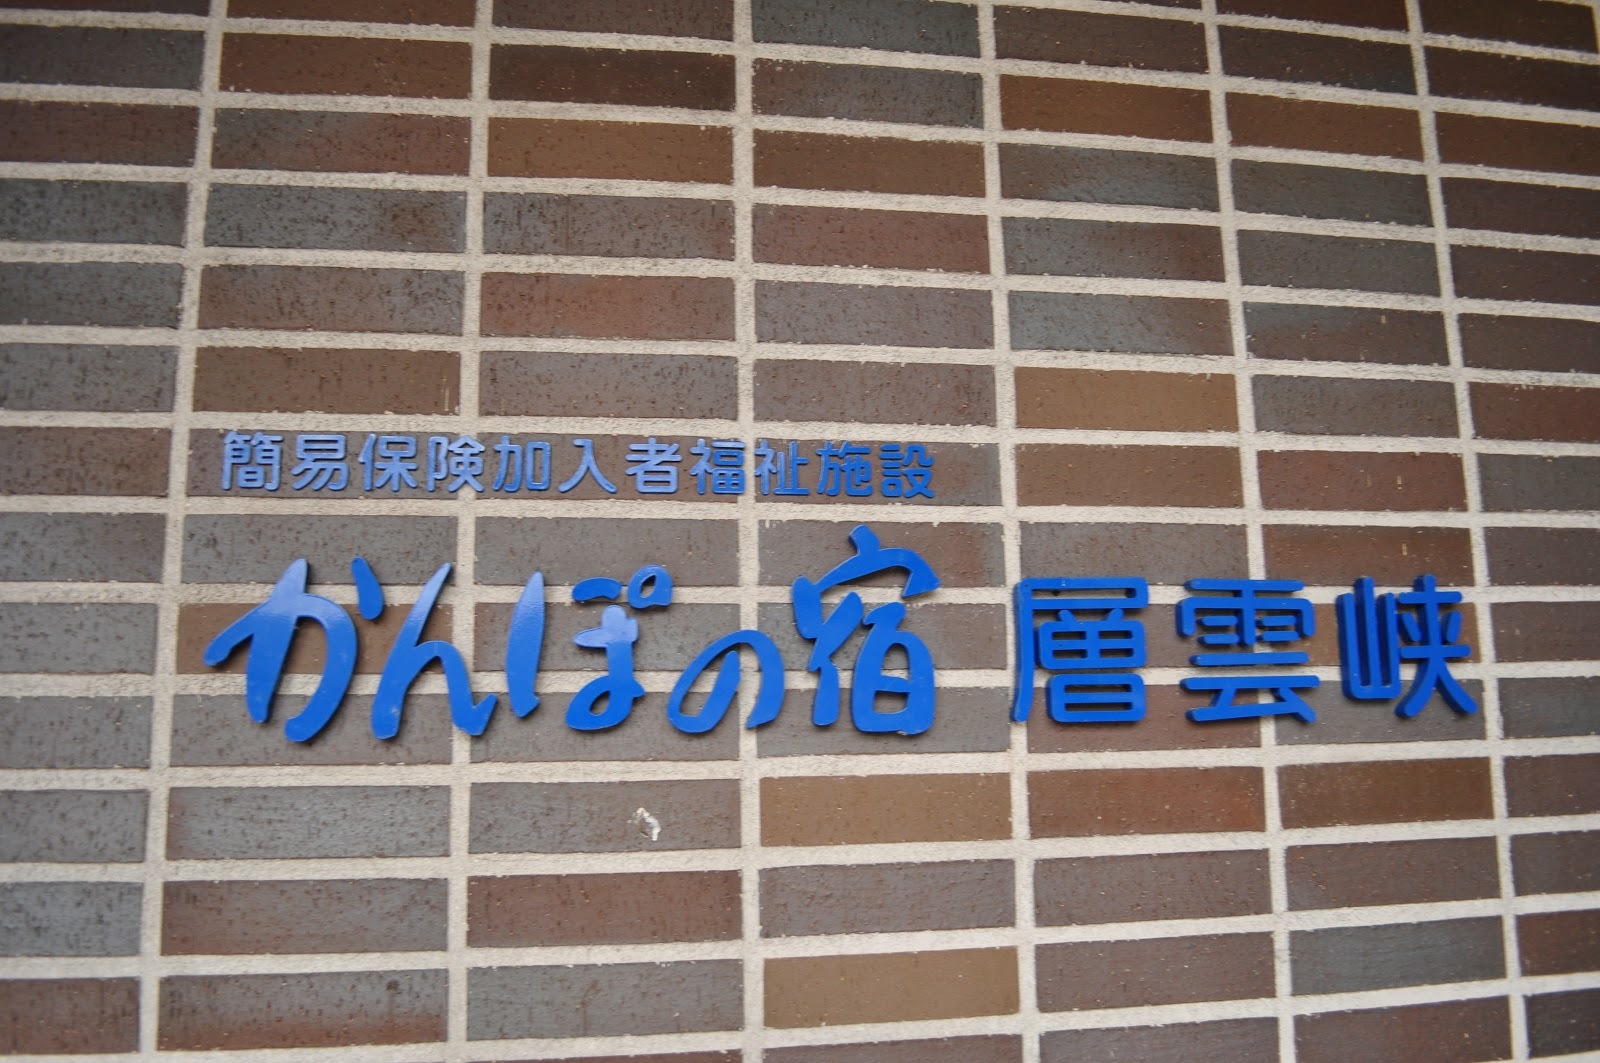 簡易保険加入者福祉施設
かんぽの宿 層雲峡